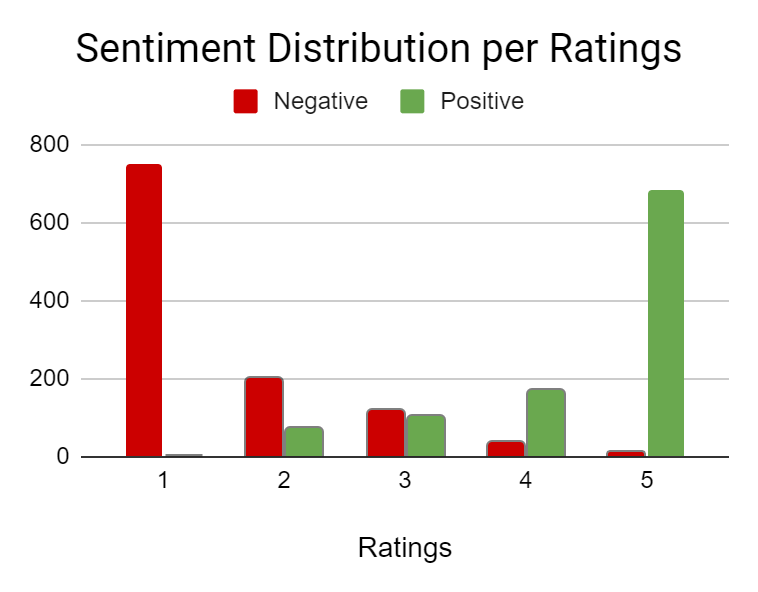 Sentiment Distribution per Ratings
Negative Positive
800
600
400
200
0
1 2 3 4 5
Ratings